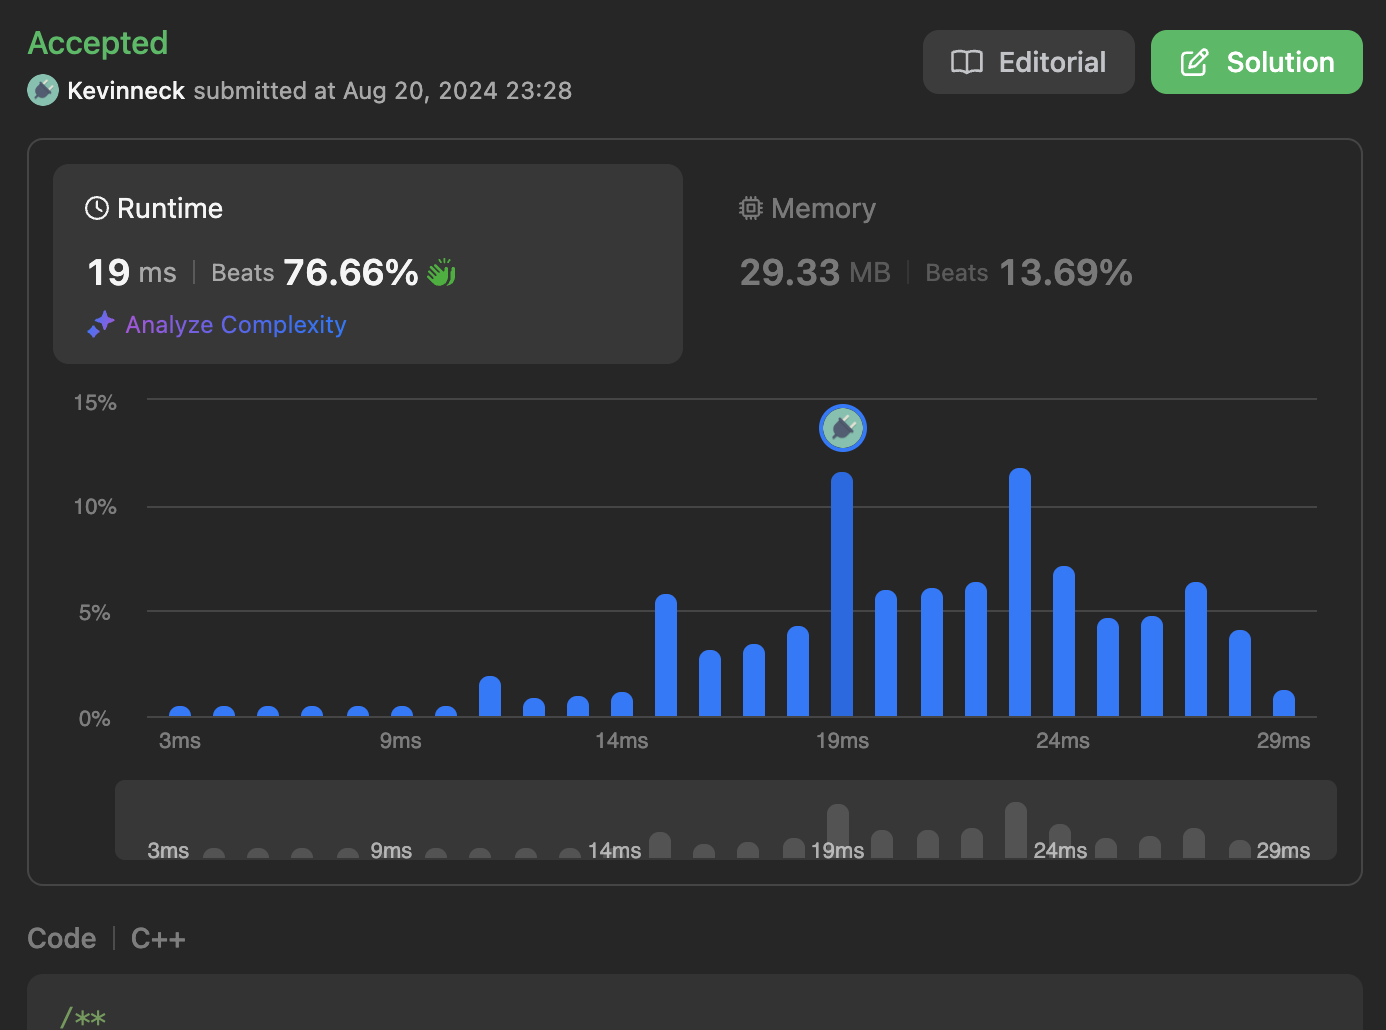 Accepted
Editorial
Solution
Kevinneck submitted at Aug 20, 2024 23:28
Runtime
19 ms | Beats 76.66%
Analyze Complexity
Memory
29.33 MB | Beats 13.69%
15%
10%
5%
0%
3ms 9ms 14ms 19ms 24ms 29ms
3ms 9ms 14ms 19ms 24ms 29ms
Code | C++
/**